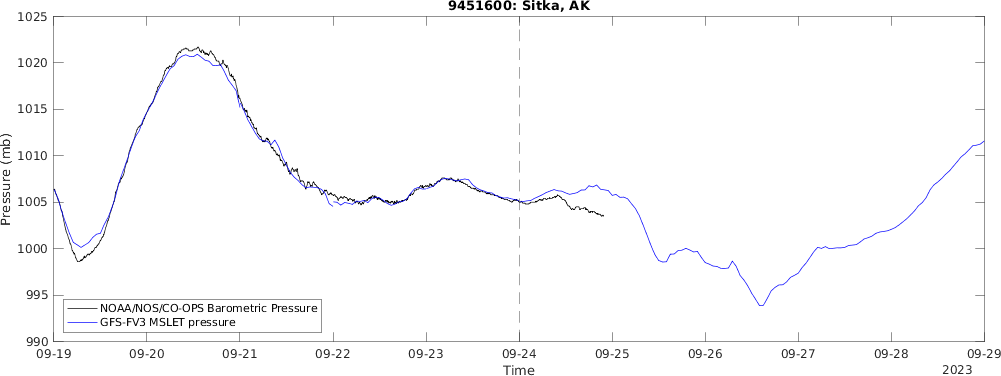 9451600: Sitka, AK
Pressure (mb)
1025
1020
1015
1010
1005
1000
995
990
NOAA/NOS/CO-OPS Barometric Pressure
GFS-FV3 MSLET pressure
09-19 09-20 09-21 09-22 09-23 09-24 09-25 09-26 09-27 09-28 09-29
Time
2023